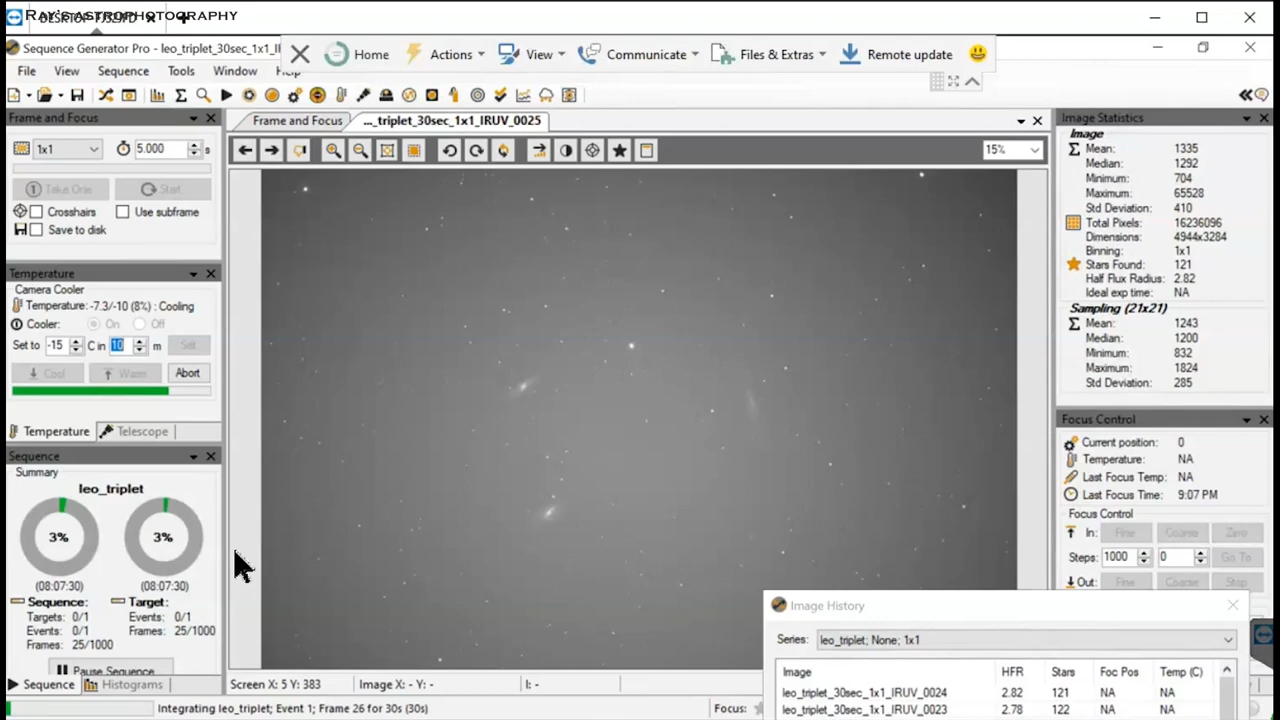 RAY'S ASTROPHOTOGRAPHY
Sequence Generator Pro - leo_triplet_30sec_1x1_I
Home
Actions
View
Communicate
Files & Extras
Remote update
File View Sequence Tools Window Help
Frame and Focus
1x1
5.000 s
Take One
Start
Crosshairs
Use subframe
Save to disk
Temperature
Camera Cooler
Temperature: -7.3/-10 (8%) : Cooling
Cooler: On Off
Set to -15 C in 10 m Set
Cool
Warm
Abort
Temperature
Telescope
Sequence
Summary
leo_triplet
3%
3%
(08:07:30)
(08:07:30)
Sequence:
Target:
Targets: 0/1
Events: 0/1
Events: 0/1
Frames: 25/1000
Frames: 25/1000
Pause Sequence
Sequence
Histograms
Frame and Focus
..._triplet_30sec_1x1_IRUV_0025
15%
Screen X: 5 Y: 383
Image X: - Y: -
I: -
Integrating leo_triplet; Event 1; Frame 26 for 30s (30s)
Focus:
Image Statistics
Image
Mean: 1335
Median: 1292
Minimum: 704
Maximum: 65528
Std Deviation: 410
Total Pixels: 16236096
Dimensions: 4944x3284
Binning: 1x1
Stars Found: 121
Half Flux Radius: 2.82
Ideal exp time: NA
Sampling (21x21)
Mean: 1243
Median: 1200
Minimum: 832
Maximum: 1824
Std Deviation: 285
Focus Control
Current position: 0
Temperature: NA
Last Focus Temp: NA
Last Focus Time: 9:07 PM
Focus Control
In: Fine Coarse Zero
Steps: 1000 0 Go To
Out: Fine Coarse Stop
Image History
Series: leo_triplet; None; 1x1
Image HFR Stars Foc Pos Temp (C)
leo_triplet_30sec_1x1_IRUV_0024 2.82 121 NA NA
leo_triplet_30sec_1x1_IRUV_0023 2.78 122 NA NA